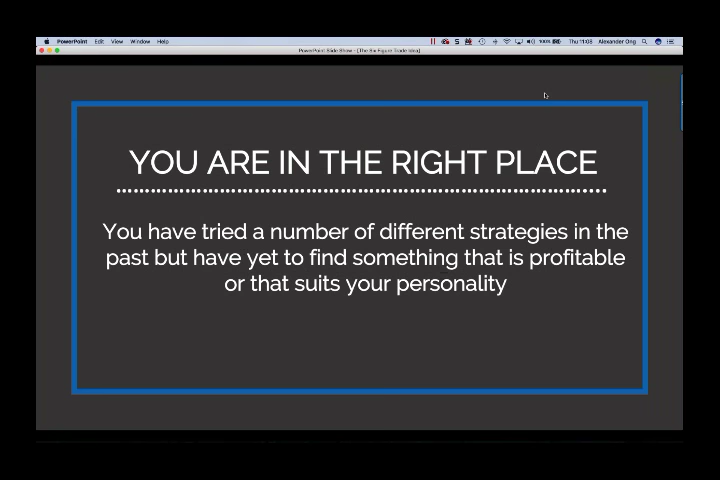 PowerPoint Edit View Window Help 100% Thu 11:08 Alexander Ong
PowerPoint Slide Show - [The Six Figure Trade Idea]
YOU ARE IN THE RIGHT PLACE
You have tried a number of different strategies in the
past but have yet to find something that is profitable
or that suits your personality